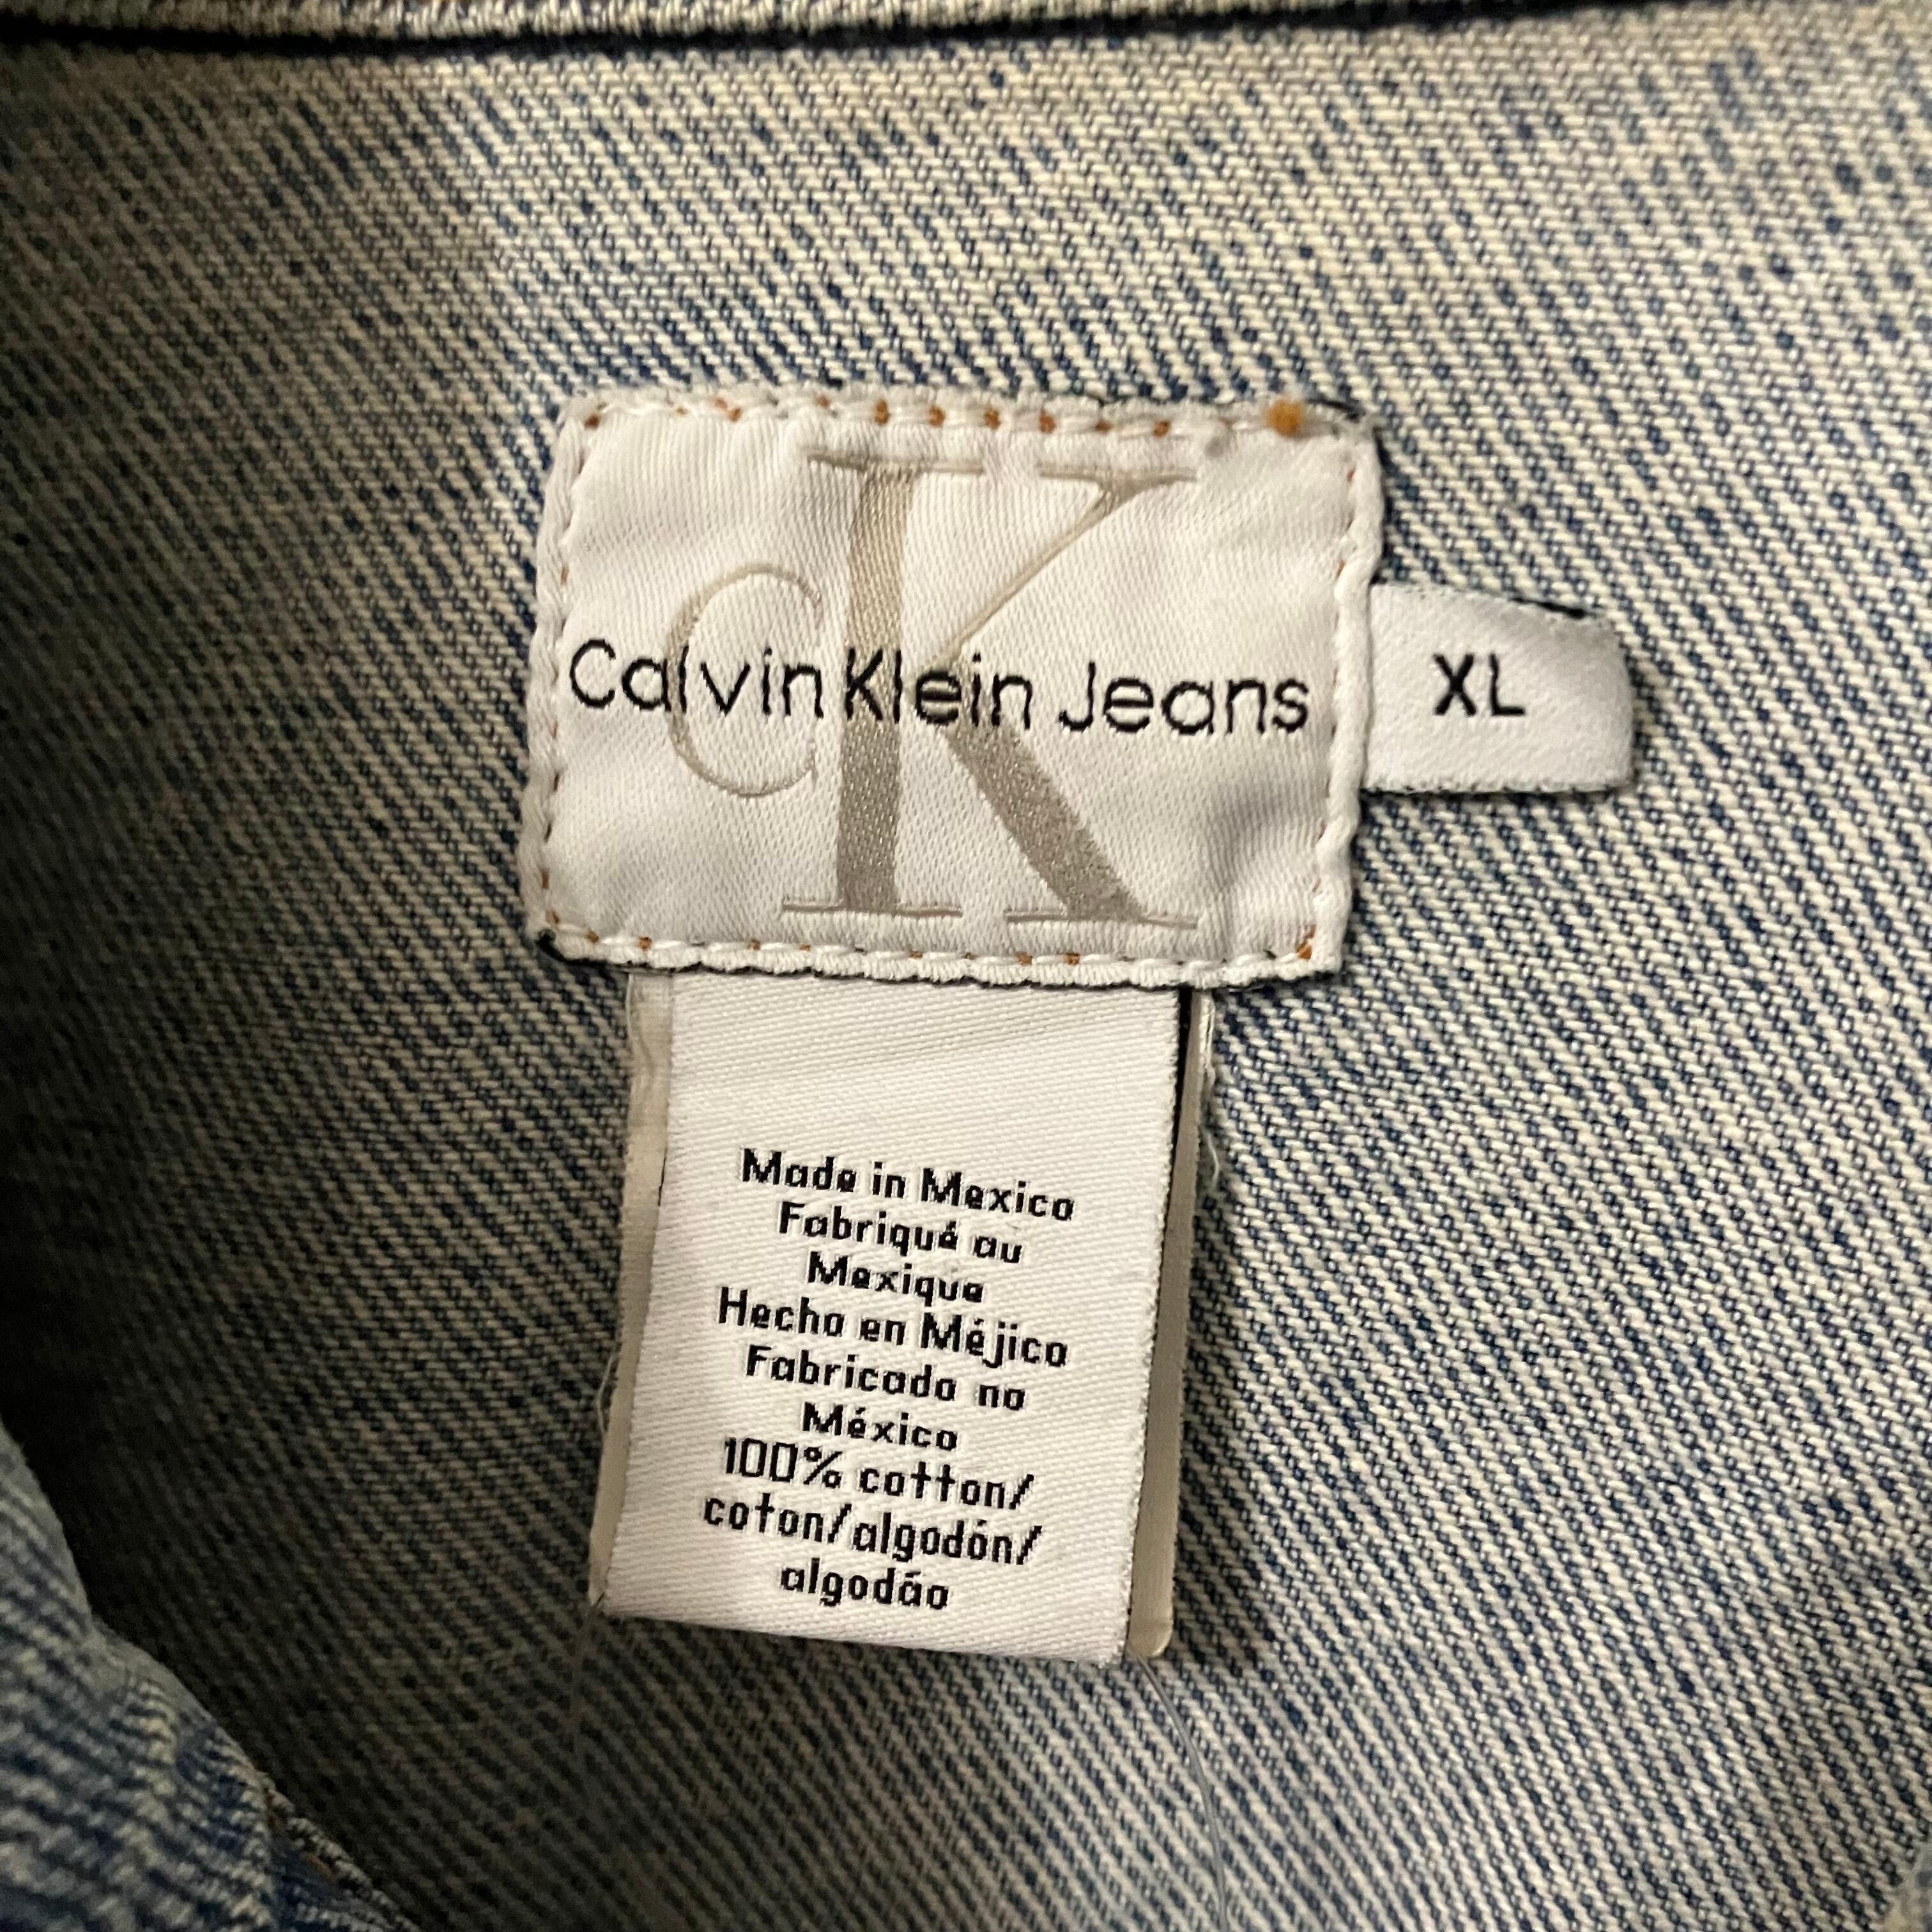 CK
Calvin Klein Jeans
XL
Made in Mexico
Fabriqué au
Mexique
Hecho en Méjico
Fabricado no
México
100% cotton/
coton/algodón/
algodáo